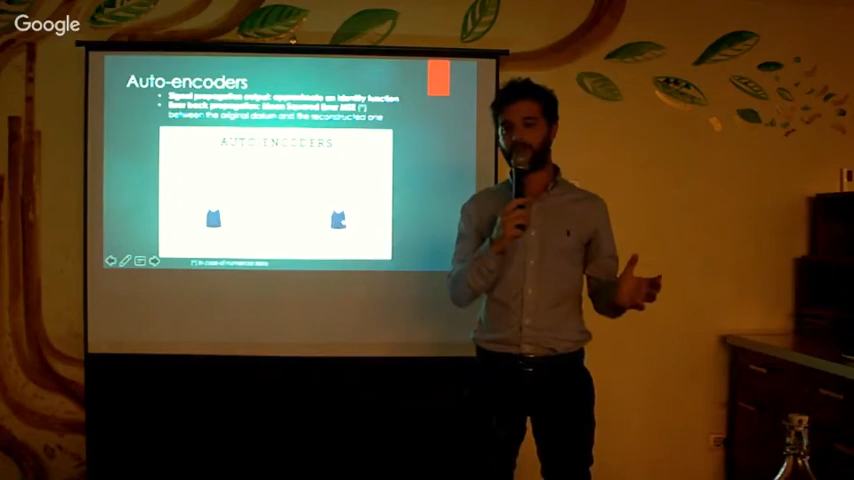 Google
Auto-encoders
• Signal propagation output: approximate an identity function
• Error back propagation: Mean Squared Error MSE (*)
between the original datum and the reconstructed one
AUTO ENCODERS
(*) in case of numerical data